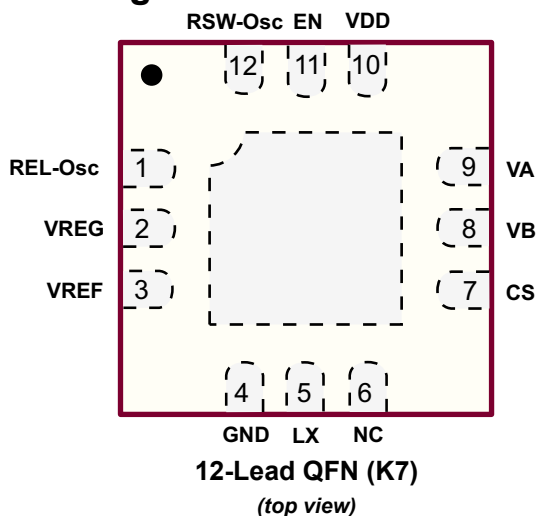 RSW-Osc EN VDD
12 11 10
REL-Osc 1 9 VA
VREG 2 8 VB
VREF 3 7 CS
4 5 6
GND LX NC
12-Lead QFN (K7)
(top view)